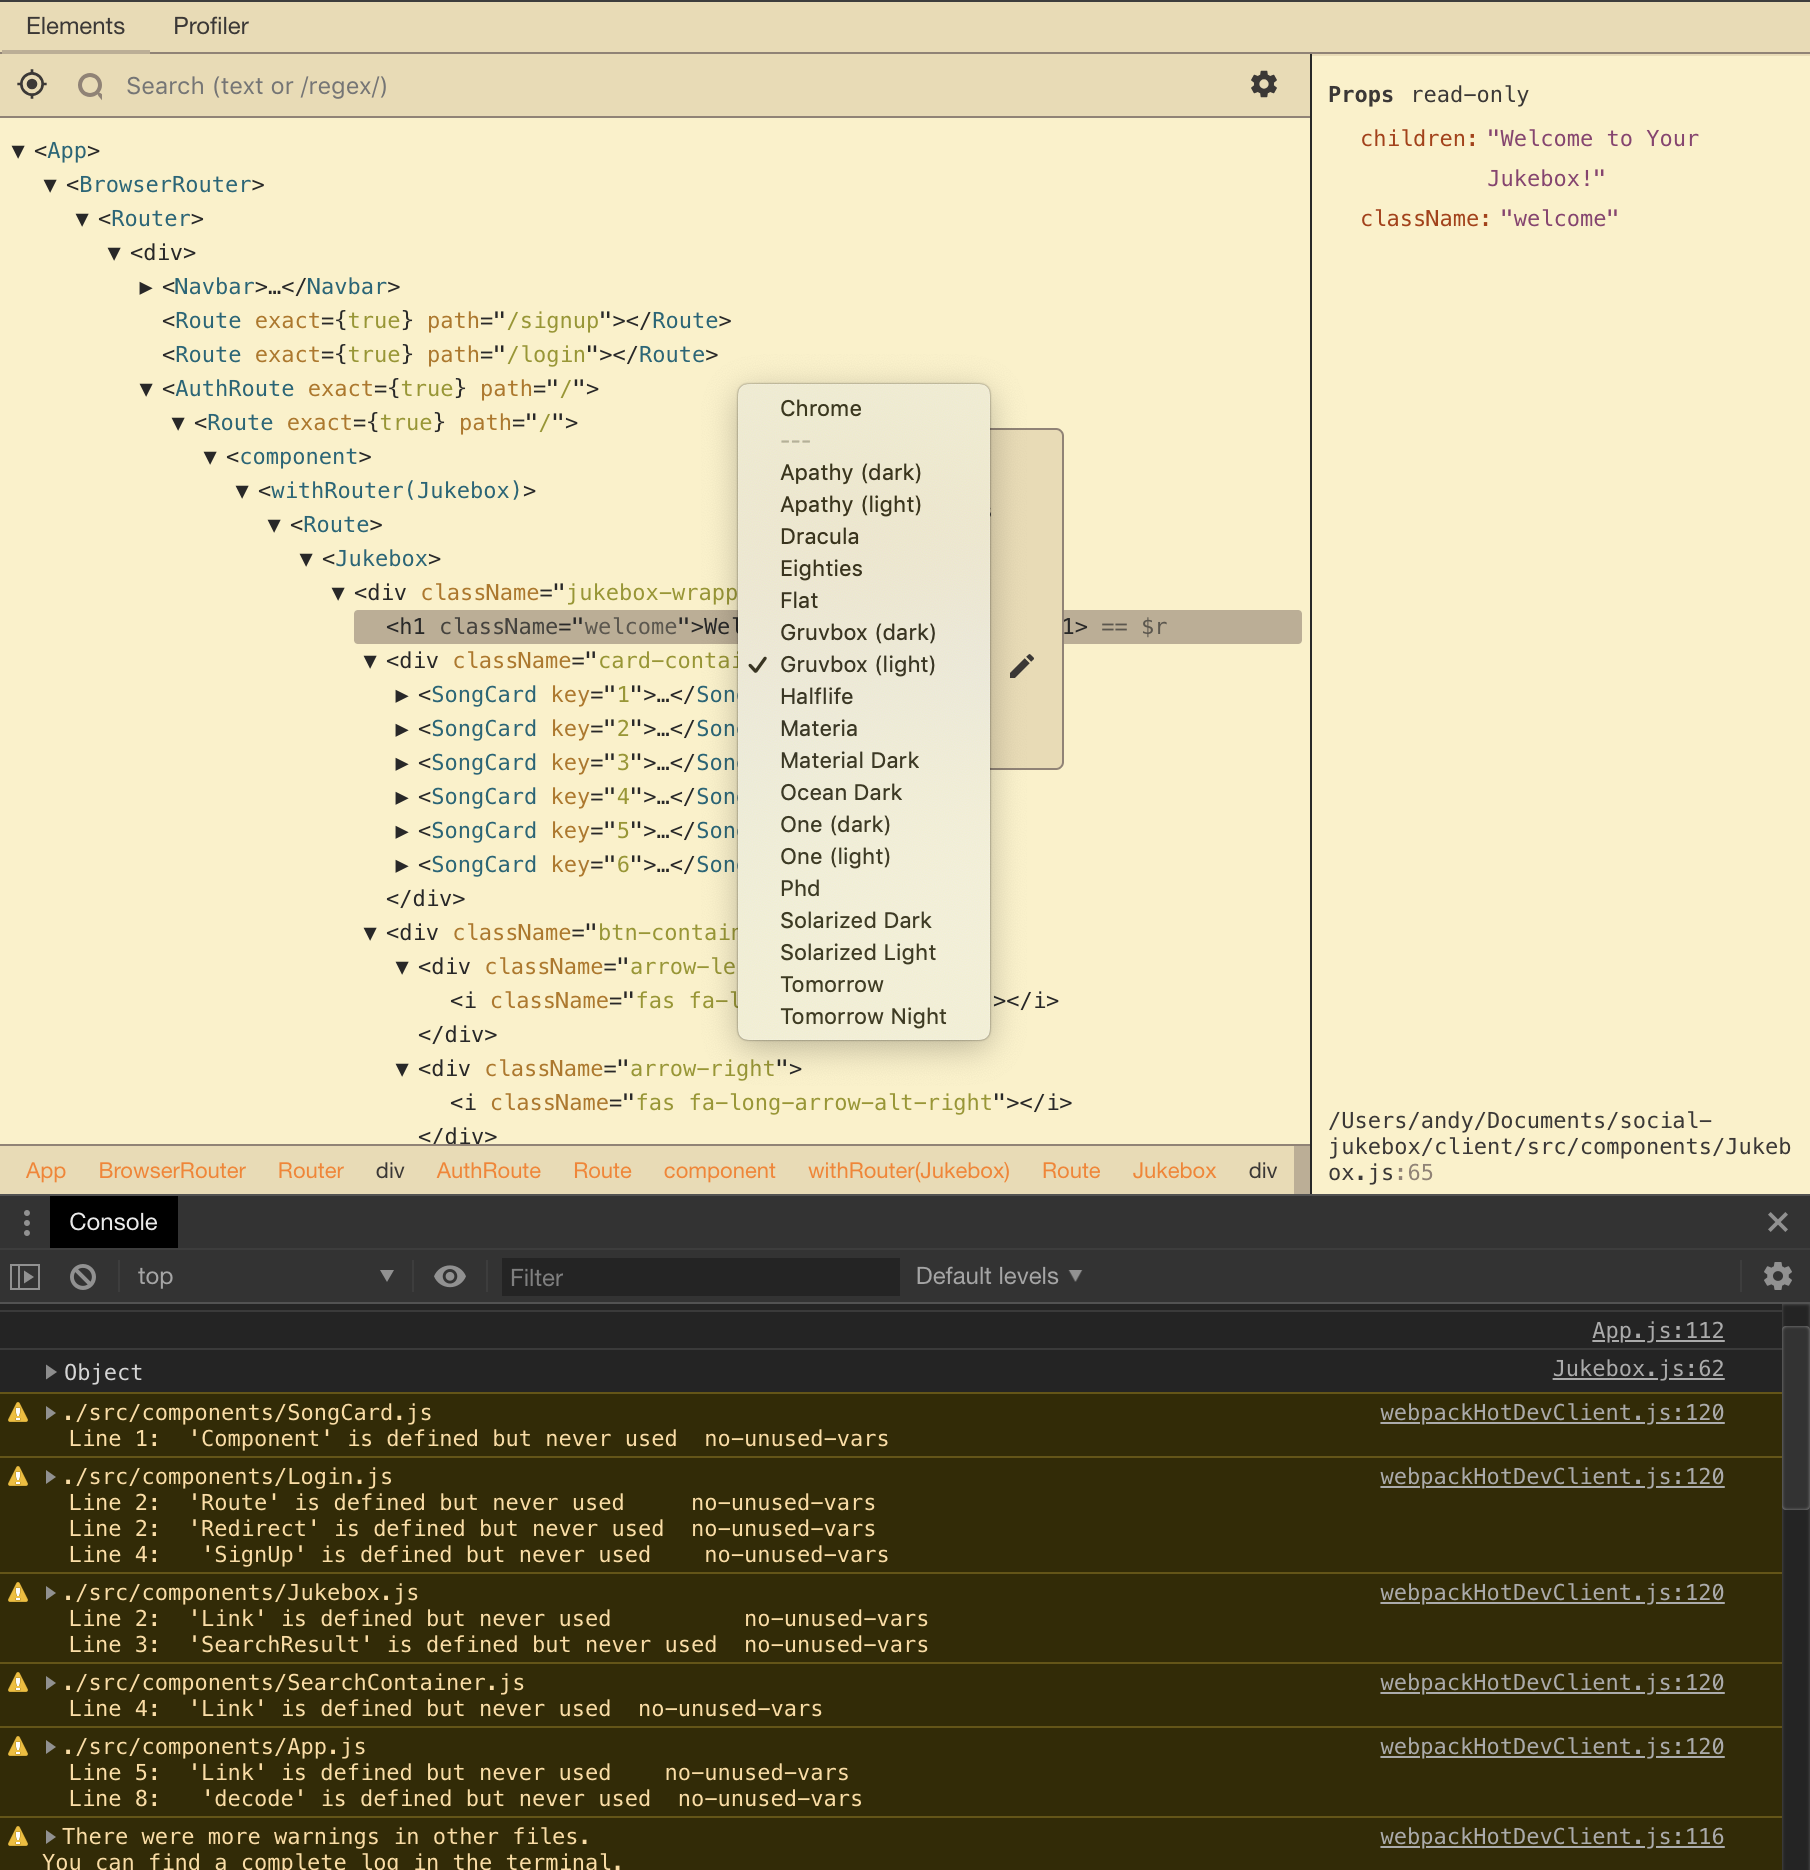 Elements Profiler
Search (text or /regex/)
▼ <App>
▼ <BrowserRouter>
▼ <Router>
▼ <div>
▶ <Navbar>…</Navbar>
<Route exact={true} path="/signup"></Route>
<Route exact={true} path="/login"></Route>
▼ <AuthRoute exact={true} path="/">
▼ <Route exact={true} path="/">
▼ <component>
▼ <withRouter(Jukebox)>
▼ <Route>
▼ <Jukebox>
▼ <div className="jukebox-wrapp
<h1 className="welcome">Wel 1> == $r
▼ <div className="card-contai
▶ <SongCard key="1">…</Son
▶ <SongCard key="2">…</Son
▶ <SongCard key="3">…</Son
▶ <SongCard key="4">…</Son
▶ <SongCard key="5">…</Son
▶ <SongCard key="6">…</Son
</div>
▼ <div className="btn-contain
▼ <div className="arrow-le
<i className="fas fa-l ></i>
</div>
▼ <div className="arrow-right">
<i className="fas fa-long-arrow-alt-right"></i>
</div>
Chrome
---
Apathy (dark)
Apathy (light)
Dracula
Eighties
Flat
Gruvbox (dark)
✓ Gruvbox (light)
Halflife
Materia
Material Dark
Ocean Dark
One (dark)
One (light)
Phd
Solarized Dark
Solarized Light
Tomorrow
Tomorrow Night
App BrowserRouter Router div AuthRoute Route component withRouter(Jukebox) Route Jukebox div
Props read-only
children: "Welcome to Your
Jukebox!"
className: "welcome"
/Users/andy/Documents/social-
jukebox/client/src/components/Jukeb
ox.js:65
Console
top ▼ Filter Default levels ▼
App.js:112
▶ Object Jukebox.js:62
▶ ./src/components/SongCard.js webpackHotDevClient.js:120
Line 1:  'Component' is defined but never used  no-unused-vars
▶ ./src/components/Login.js webpackHotDevClient.js:120
Line 2:  'Route' is defined but never used     no-unused-vars
Line 2:  'Redirect' is defined but never used  no-unused-vars
Line 4:   'SignUp' is defined but never used    no-unused-vars
▶ ./src/components/Jukebox.js webpackHotDevClient.js:120
Line 2:  'Link' is defined but never used          no-unused-vars
Line 3:  'SearchResult' is defined but never used  no-unused-vars
▶ ./src/components/SearchContainer.js webpackHotDevClient.js:120
Line 4:  'Link' is defined but never used  no-unused-vars
▶ ./src/components/App.js webpackHotDevClient.js:120
Line 5:  'Link' is defined but never used    no-unused-vars
Line 8:   'decode' is defined but never used  no-unused-vars
▶ There were more warnings in other files. webpackHotDevClient.js:116
You can find a complete log in the terminal.